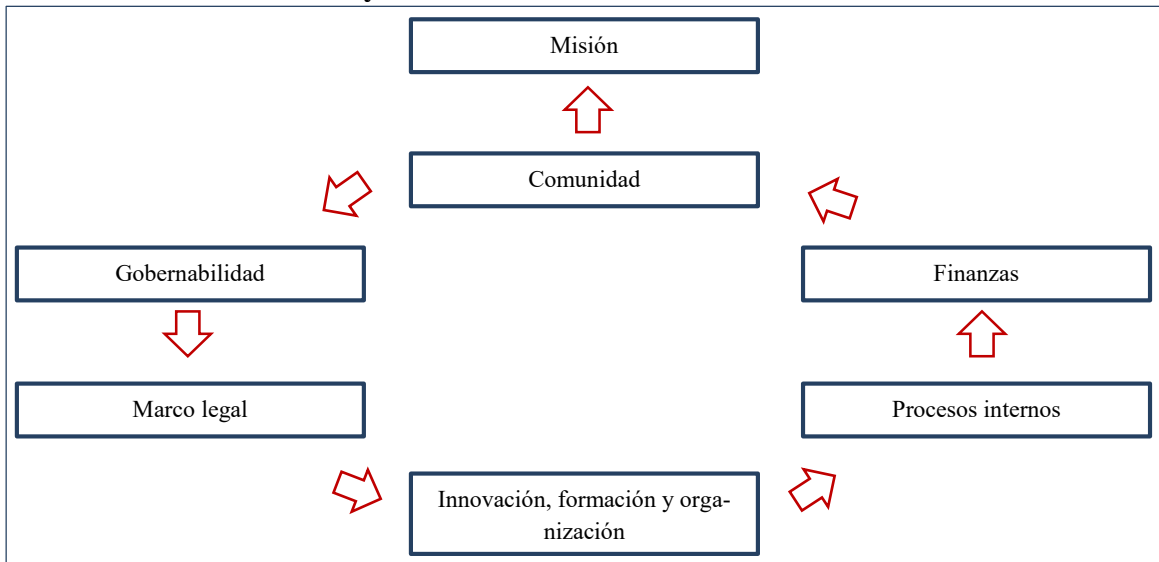 Misión
Comunidad
Gobernabilidad
Finanzas
Marco legal
Procesos internos
Innovación, formación y orga-
nización